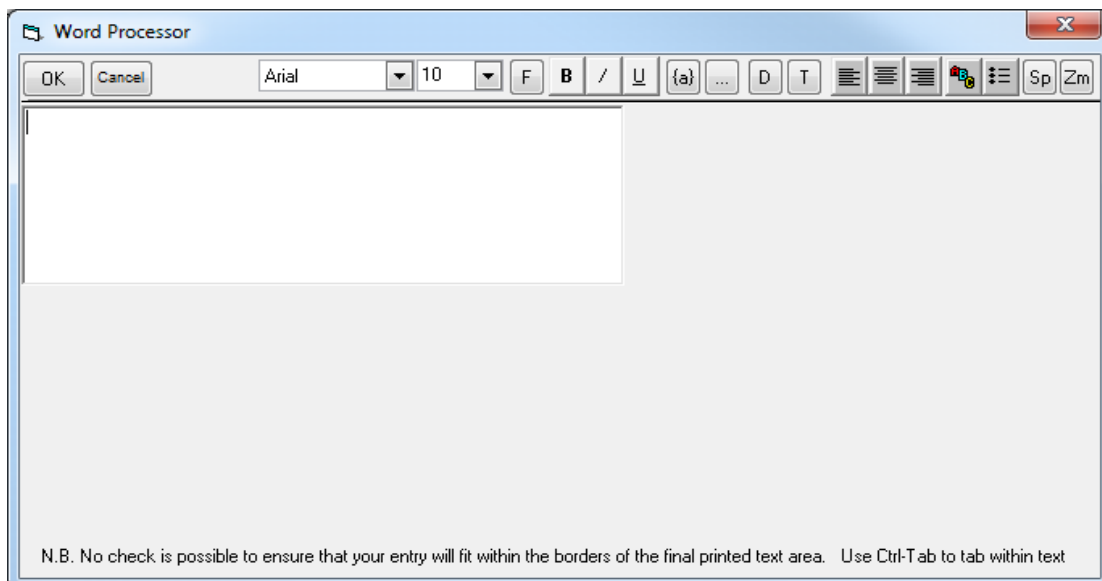 Word Processor
OK Cancel Arial 10 F B / U {a} ... D T ABC Sp Zm
N.B. No check is possible to ensure that your entry will fit within the borders of the final printed text area. Use Ctrl-Tab to tab within text